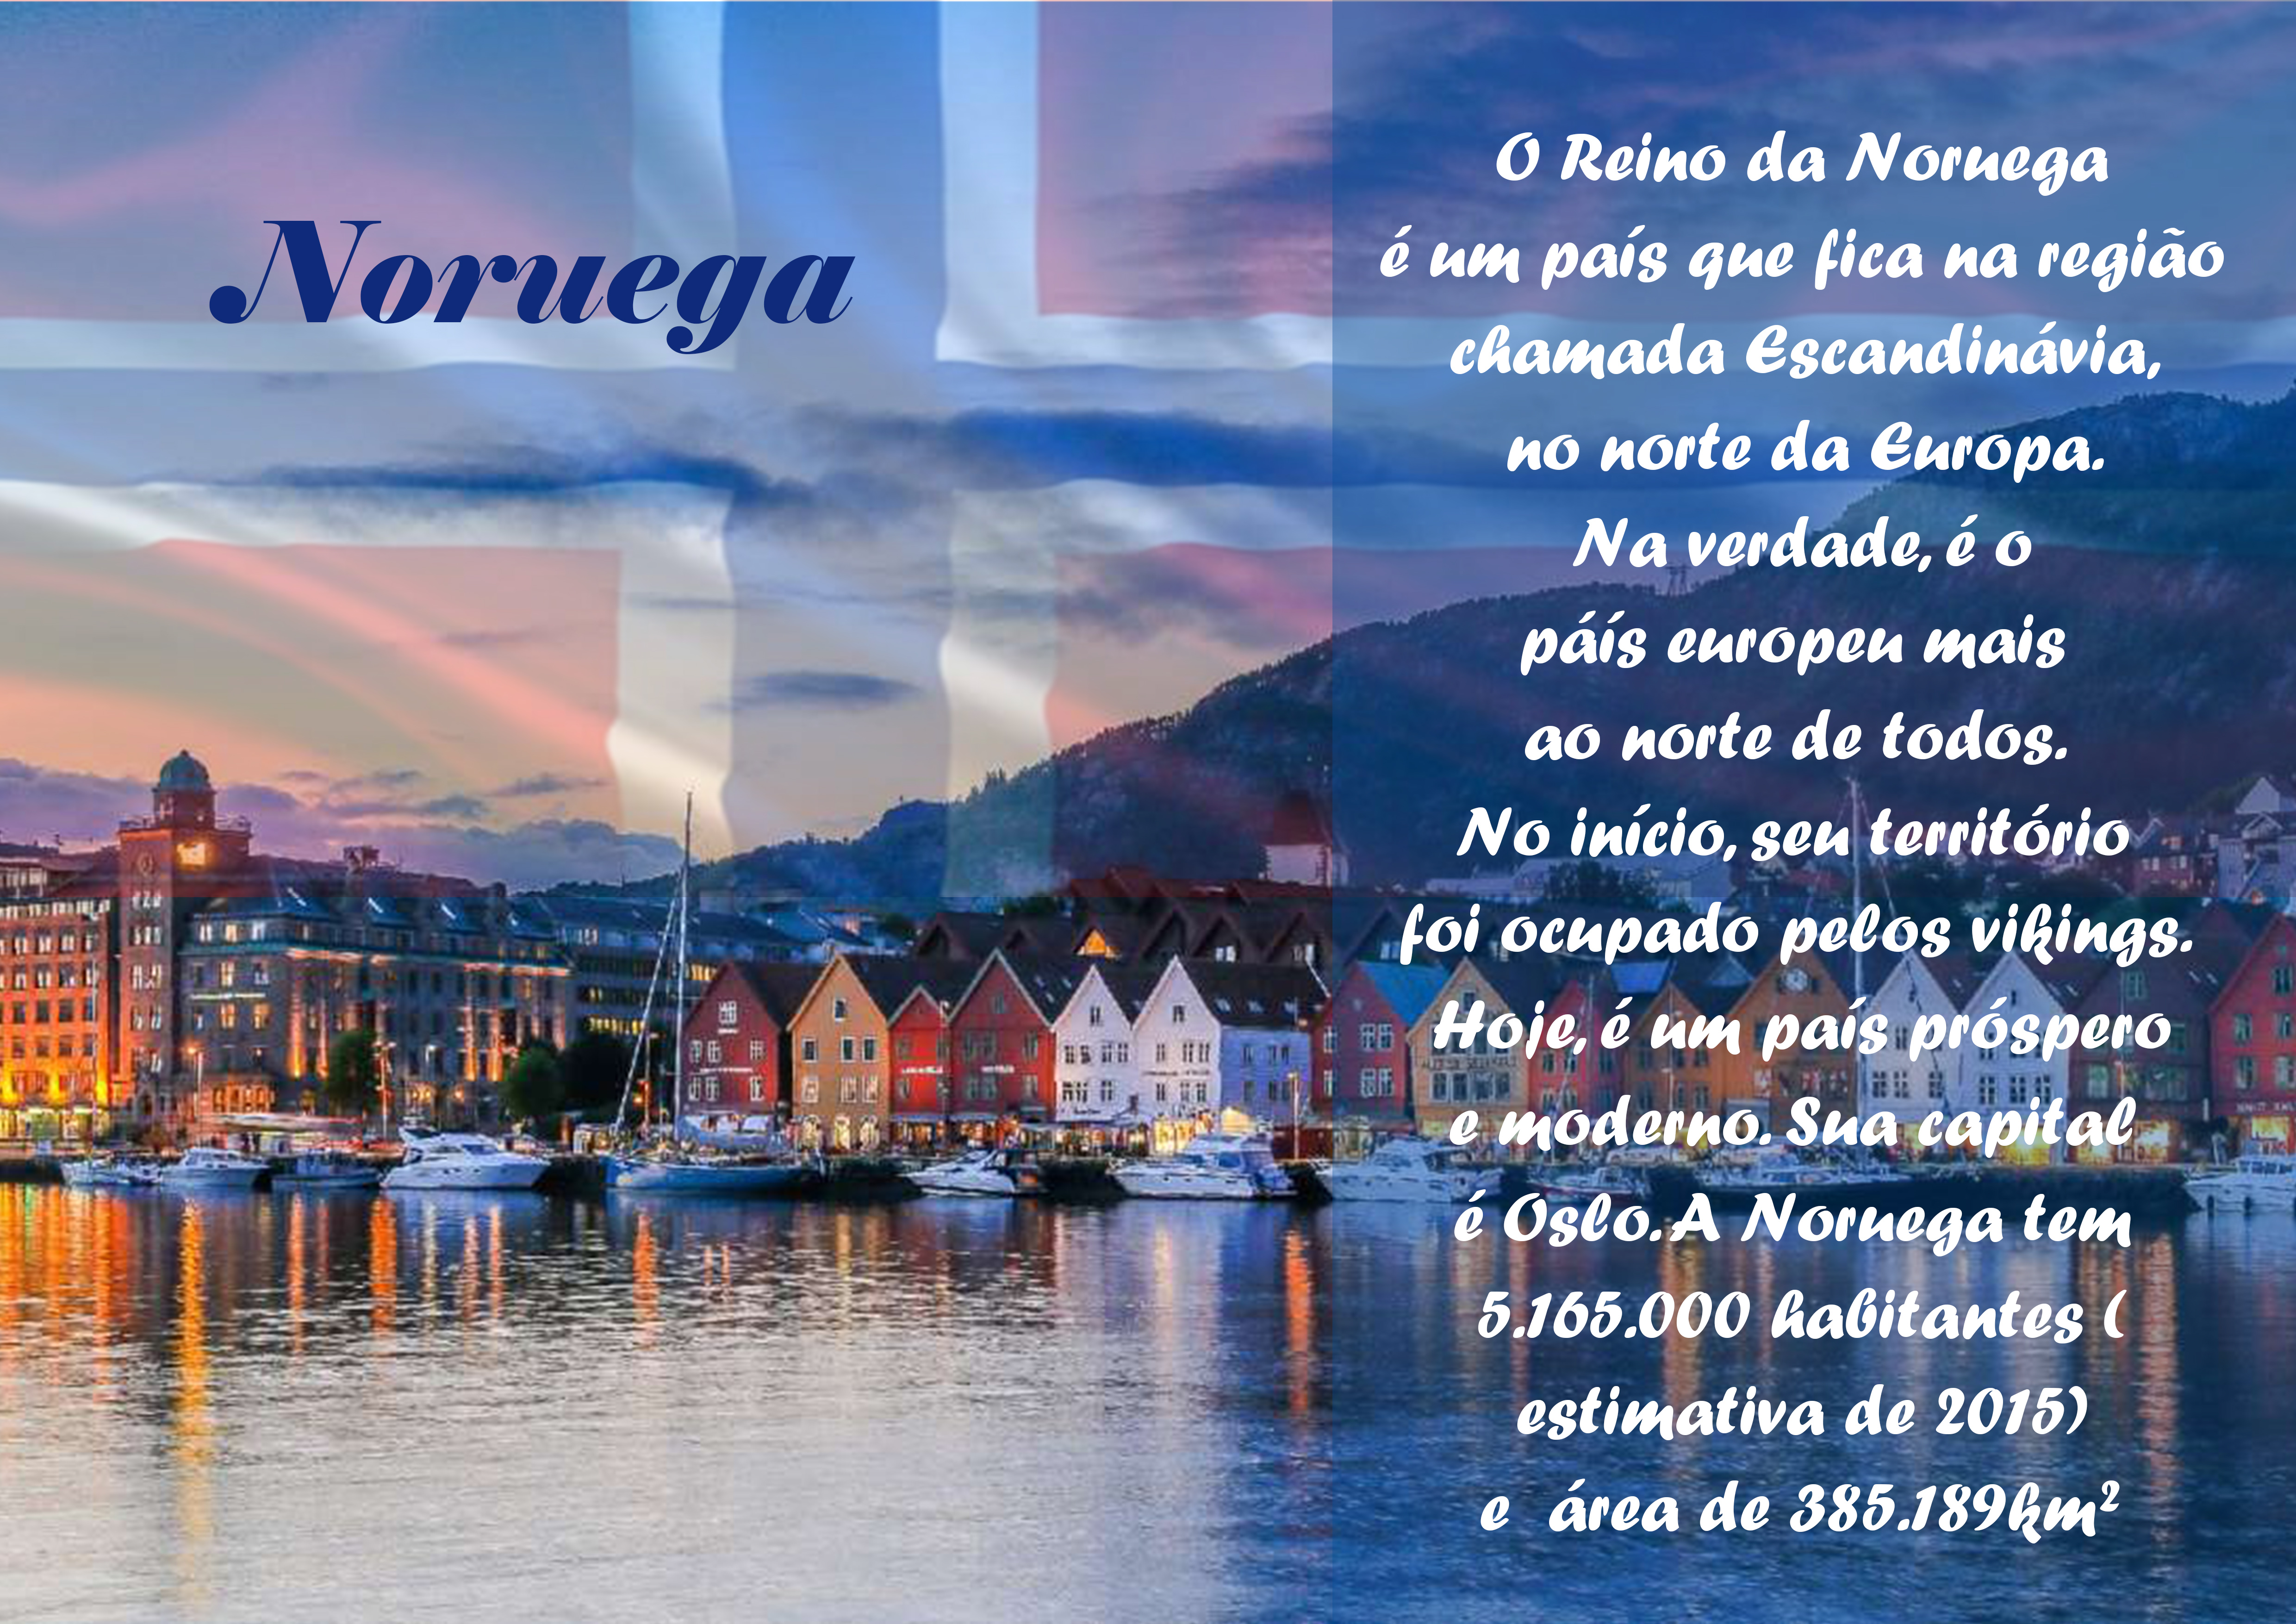 Noruega
O Reino da Noruega
é um país que fica na região
chamada Escandinávia,
no norte da Europa.
Na verdade, é o
páís europeu mais
ao norte de todos.
No início, seu território
foi ocupado pelos vikings.
Hoje, é um país próspero
e moderno. Sua capital
é Oslo. A Noruega tem
5.165.000 habitantes (
estimativa de 2015)
e área de 385.189km²